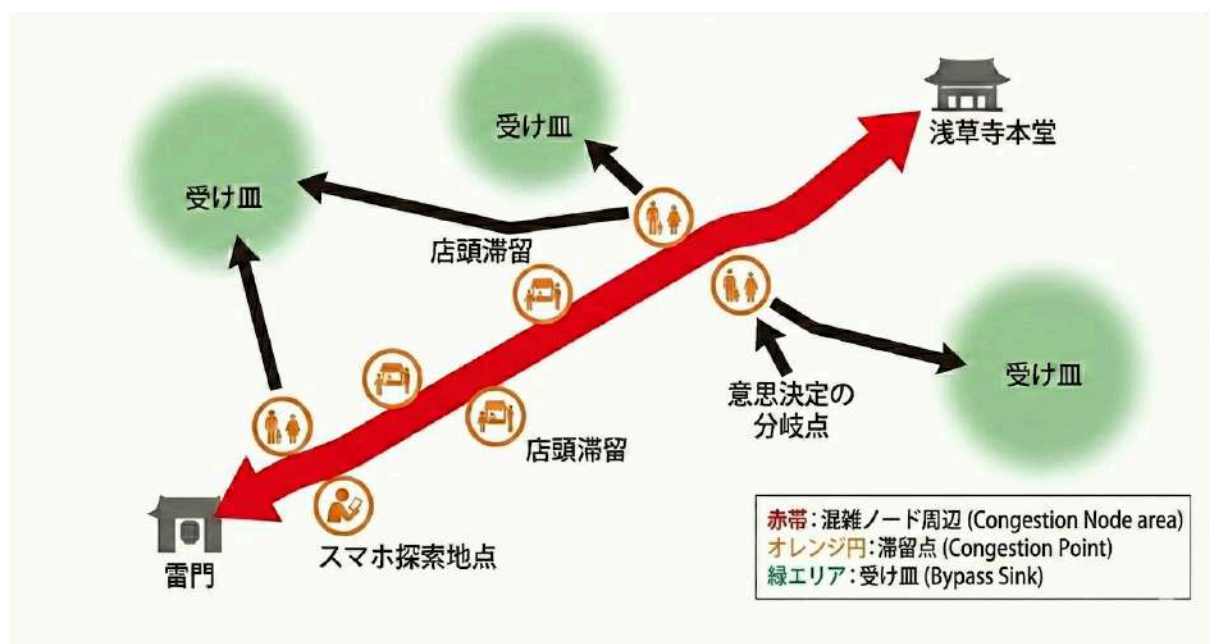 受け皿
浅草寺本堂
受け皿
店頭滞留
受け皿
意思決定の
分岐点
店頭滞留
スマホ探索地点
雷門
赤帯：混雑ノード周辺 (Congestion Node area)
オレンジ円：滞留点 (Congestion Point)
緑エリア：受け皿 (Bypass Sink)